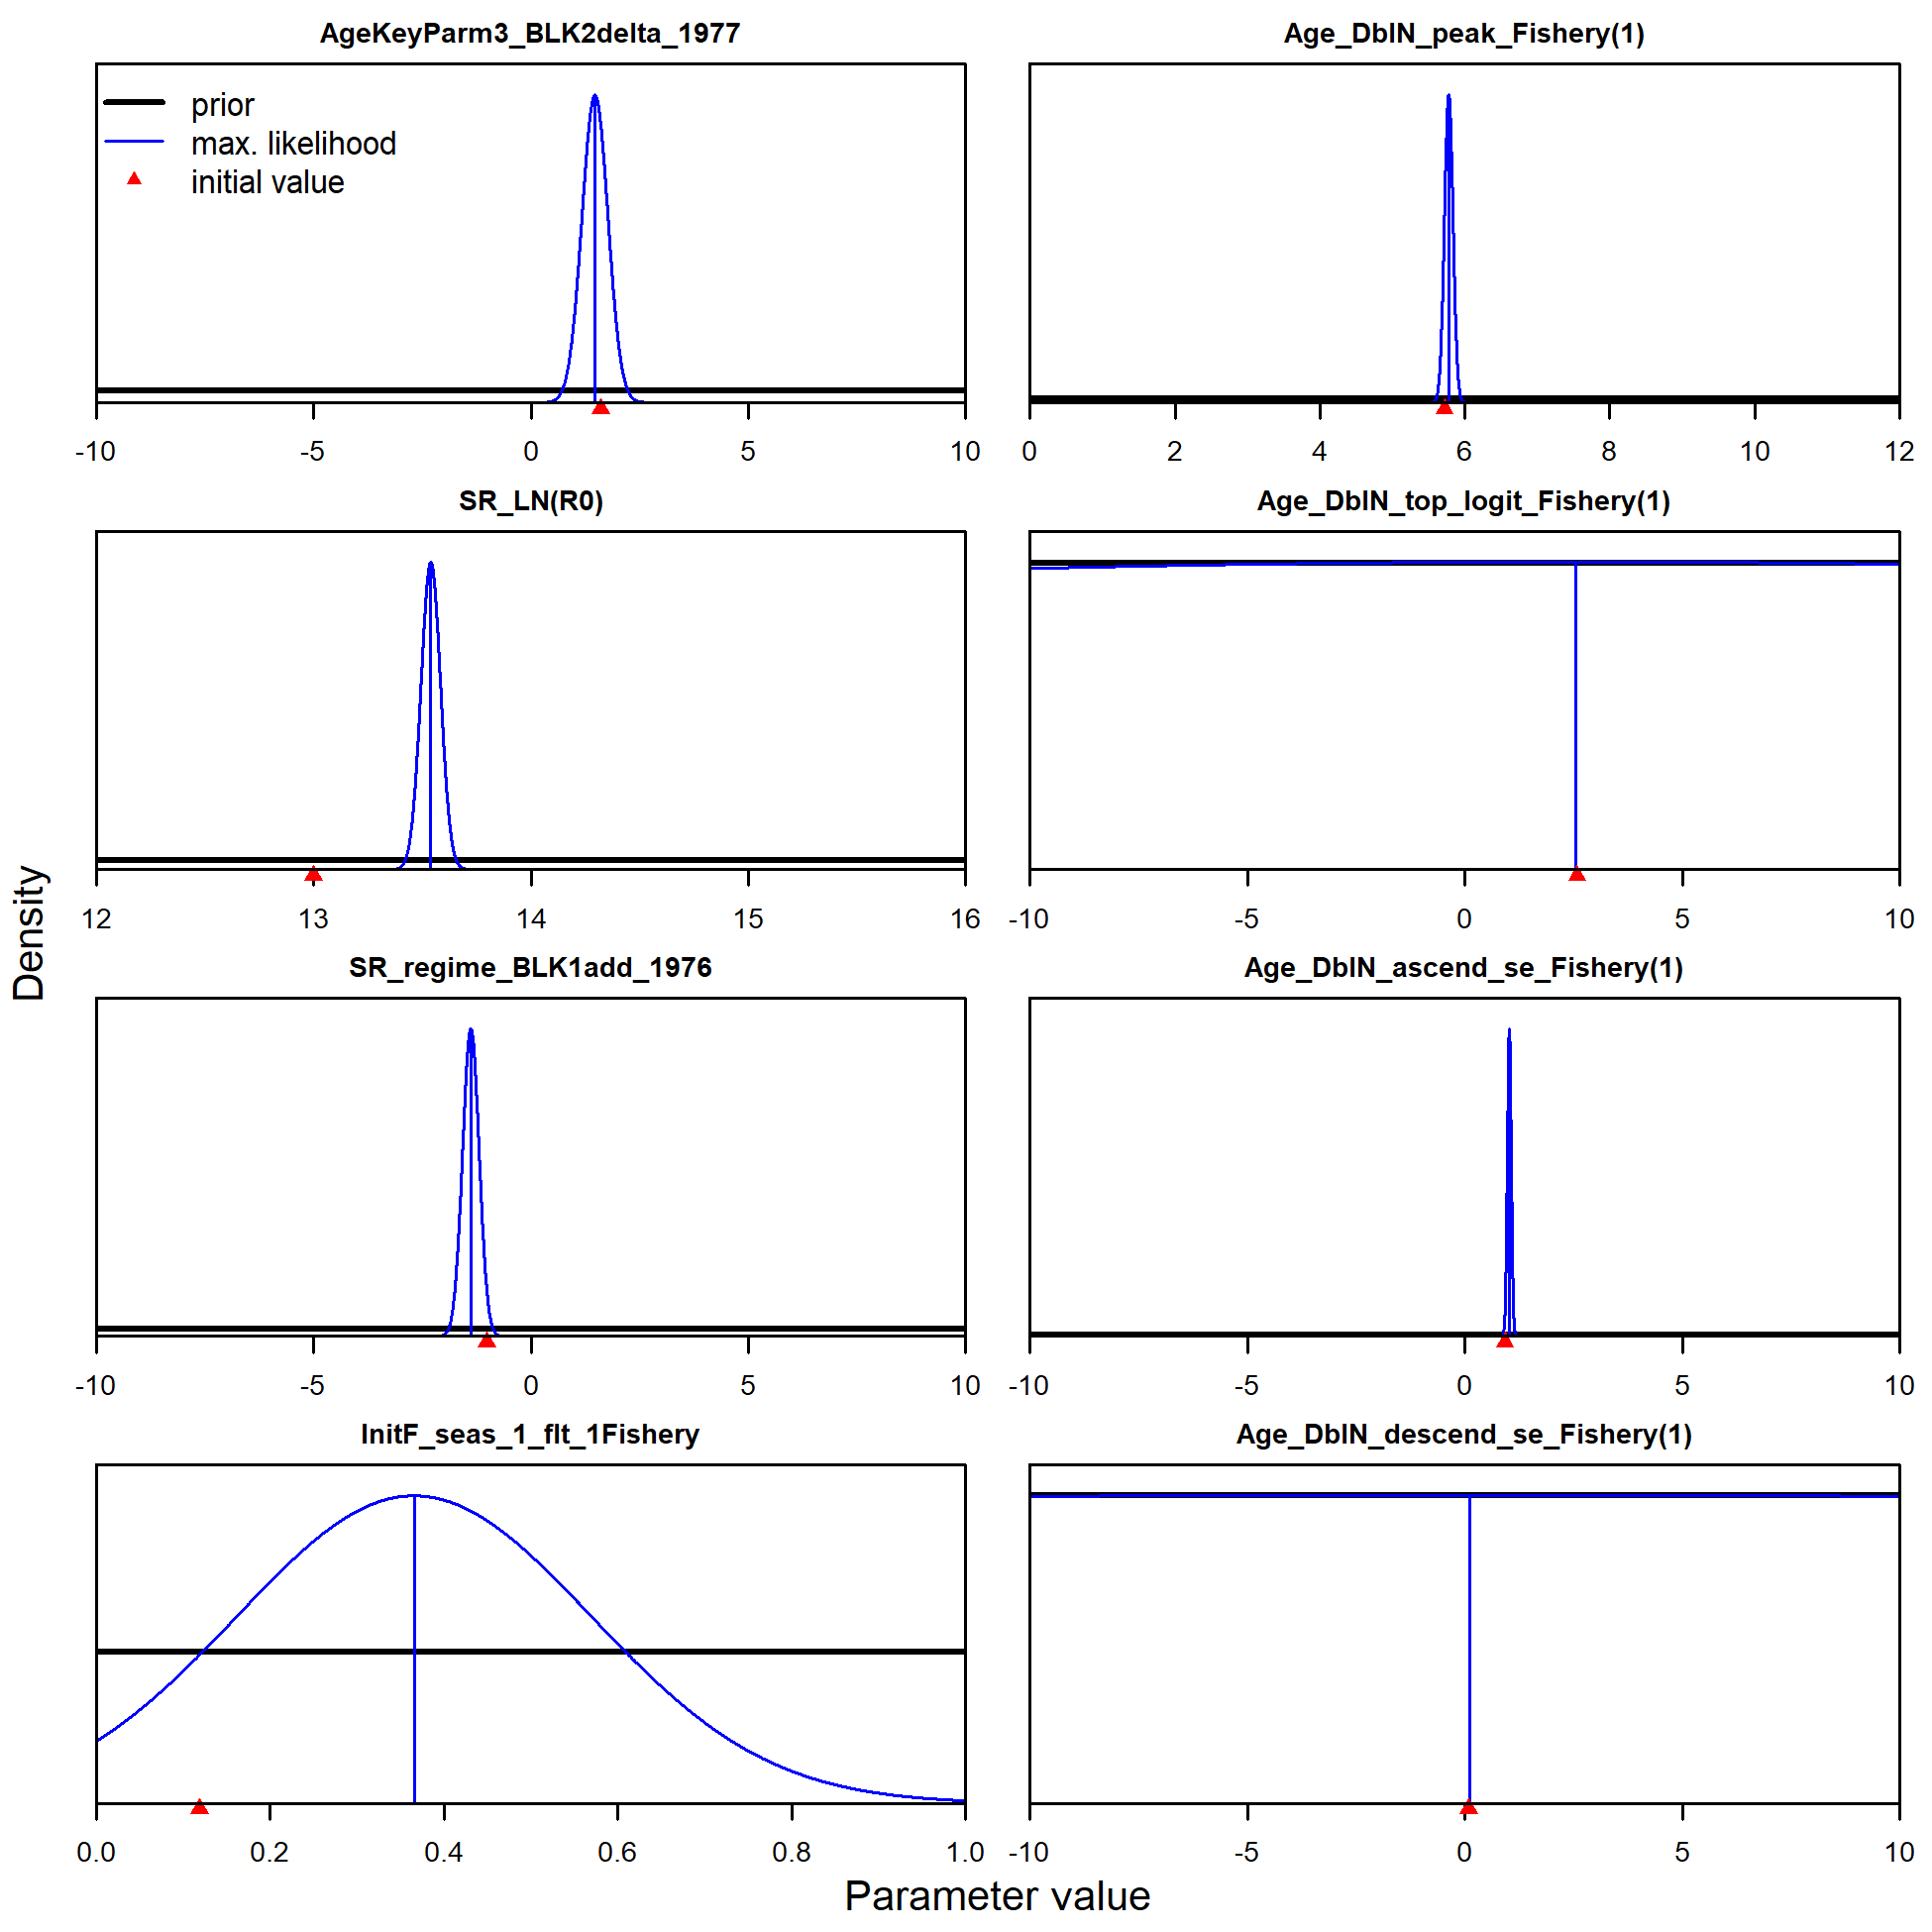 AgeKeyParm3_BLK2delta_1977
prior
max. likelihood
initial value
-10 -5 0 5 10
Age_DblN_peak_Fishery(1)
0 2 4 6 8 10 12
SR_LN(R0)
12 13 14 15 16
Age_DblN_top_logit_Fishery(1)
-10 -5 0 5 10
SR_regime_BLK1add_1976
-10 -5 0 5 10
Age_DblN_ascend_se_Fishery(1)
-10 -5 0 5 10
InitF_seas_1_flt_1Fishery
0.0 0.2 0.4 0.6 0.8 1.0
Age_DblN_descend_se_Fishery(1)
-10 -5 0 5 10
Density
Parameter value